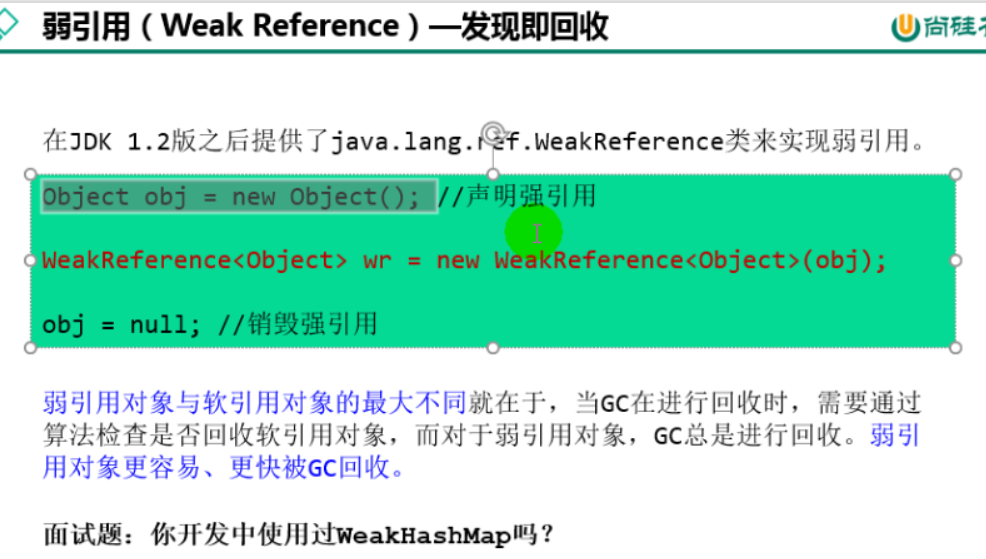 弱引用（Weak Reference）—发现即回收
尚硅
在JDK 1.2版之后提供了java.lang.ref.WeakReference类来实现弱引用。
Object obj = new Object(); //声明强引用
WeakReference<Object> wr = new WeakReference<Object>(obj);
obj = null; //销毁强引用
弱引用对象与软引用对象的最大不同就在于，当GC在进行回收时，需要通过
算法检查是否回收软引用对象，而对于弱引用对象，GC总是进行回收。弱引
用对象更容易、更快被GC回收。
面试题：你开发中使用过WeakHashMap吗？